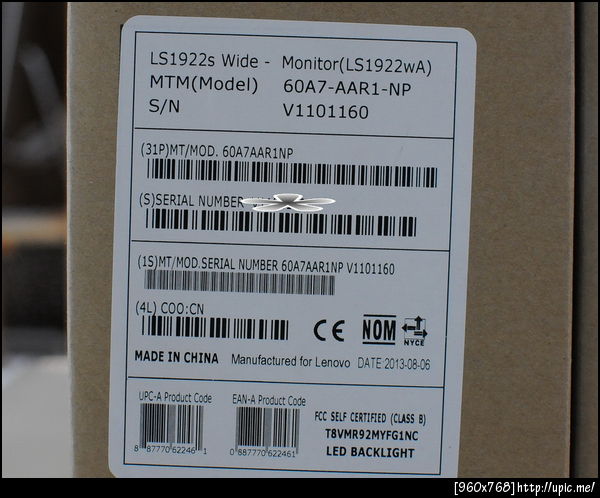 LS1922s Wide - Monitor(LS1922wA)
MTM(Model) 60A7-AAR1-NP
S/N V1101160
(31P)MT/MOD. 60A7AAR1NP
(S)SERIAL NUMBER
(1S)MT/MOD.SERIAL NUMBER 60A7AAR1NP V1101160
(4L) COO:CN
CE NOM NYCE
MADE IN CHINA Manufactured for Lenovo DATE 2013-08-06
UPC-A Product Code EAN-A Product Code
8 87770 62246 1 0 887770 622461
FCC SELF CERTIFIED (CLASS B)
T8VMR92MYFG1NC
LED BACKLIGHT
[960x768]http://upic.me/